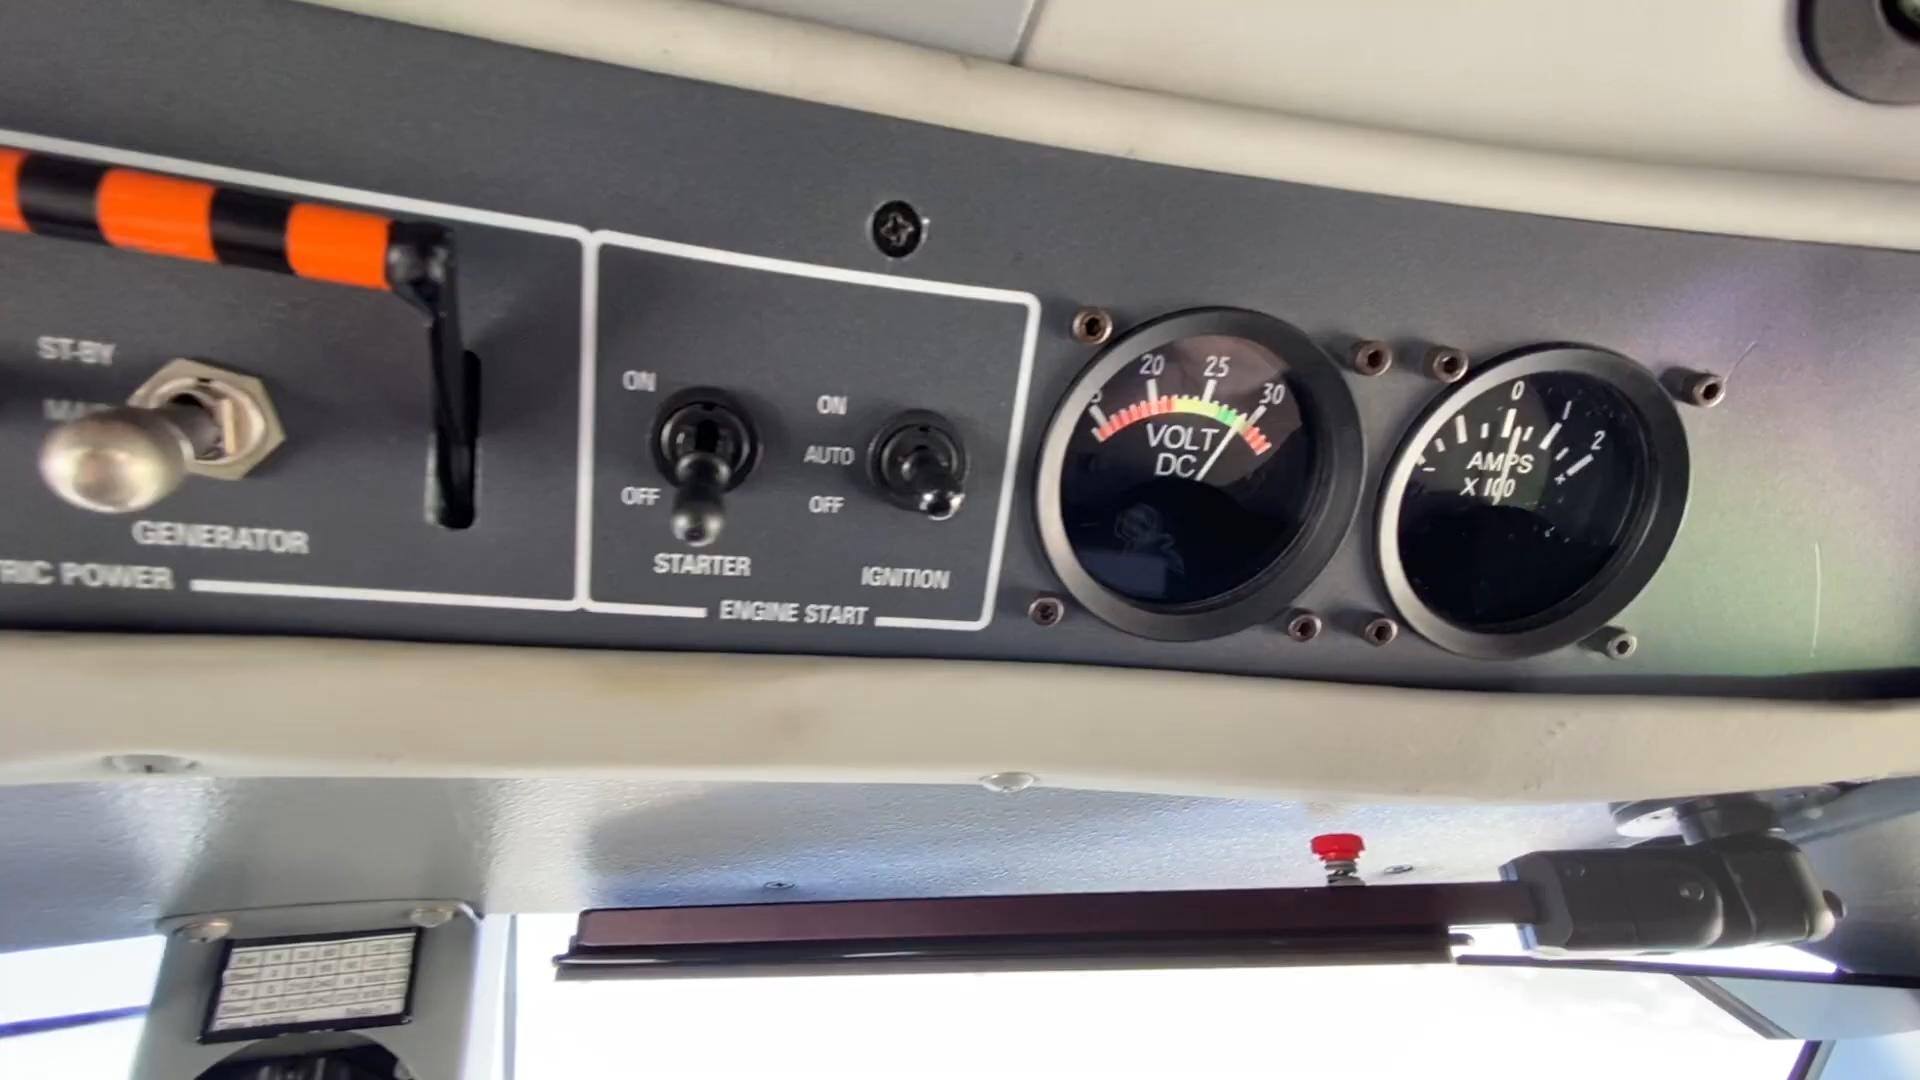 ST-BY
GENERATOR
RIC POWER
ON
OFF
STARTER
ON
AUTO
OFF
IGNITION
ENGINE START
20 25 30
VOLT
DC
0 1 2
- +
AMPS
X 100